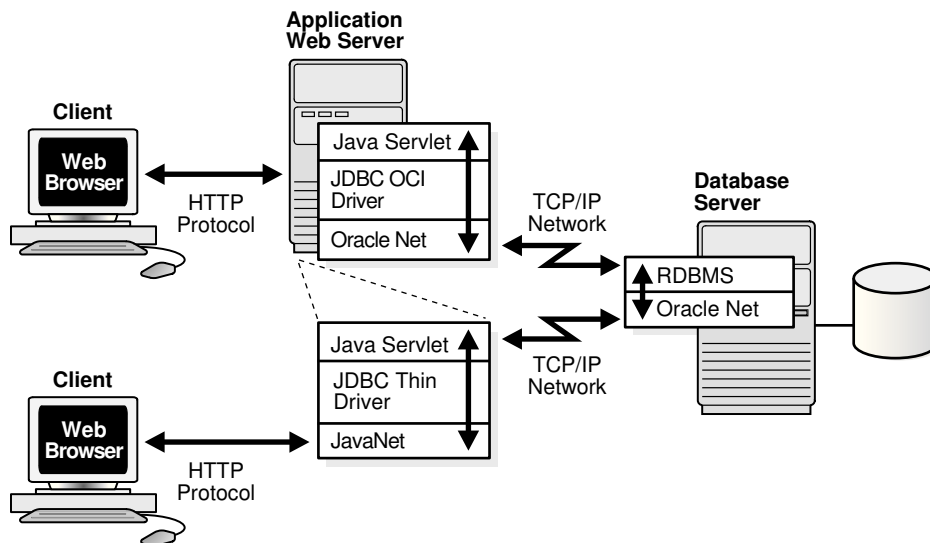 Application
Web Server
Client
Web
Browser
HTTP
Protocol
Java Servlet
JDBC OCI
Driver
Oracle Net
TCP/IP
Network
Database
Server
RDBMS
Oracle Net
Java Servlet
JDBC Thin
Driver
JavaNet
TCP/IP
Network
Client
Web
Browser
HTTP
Protocol